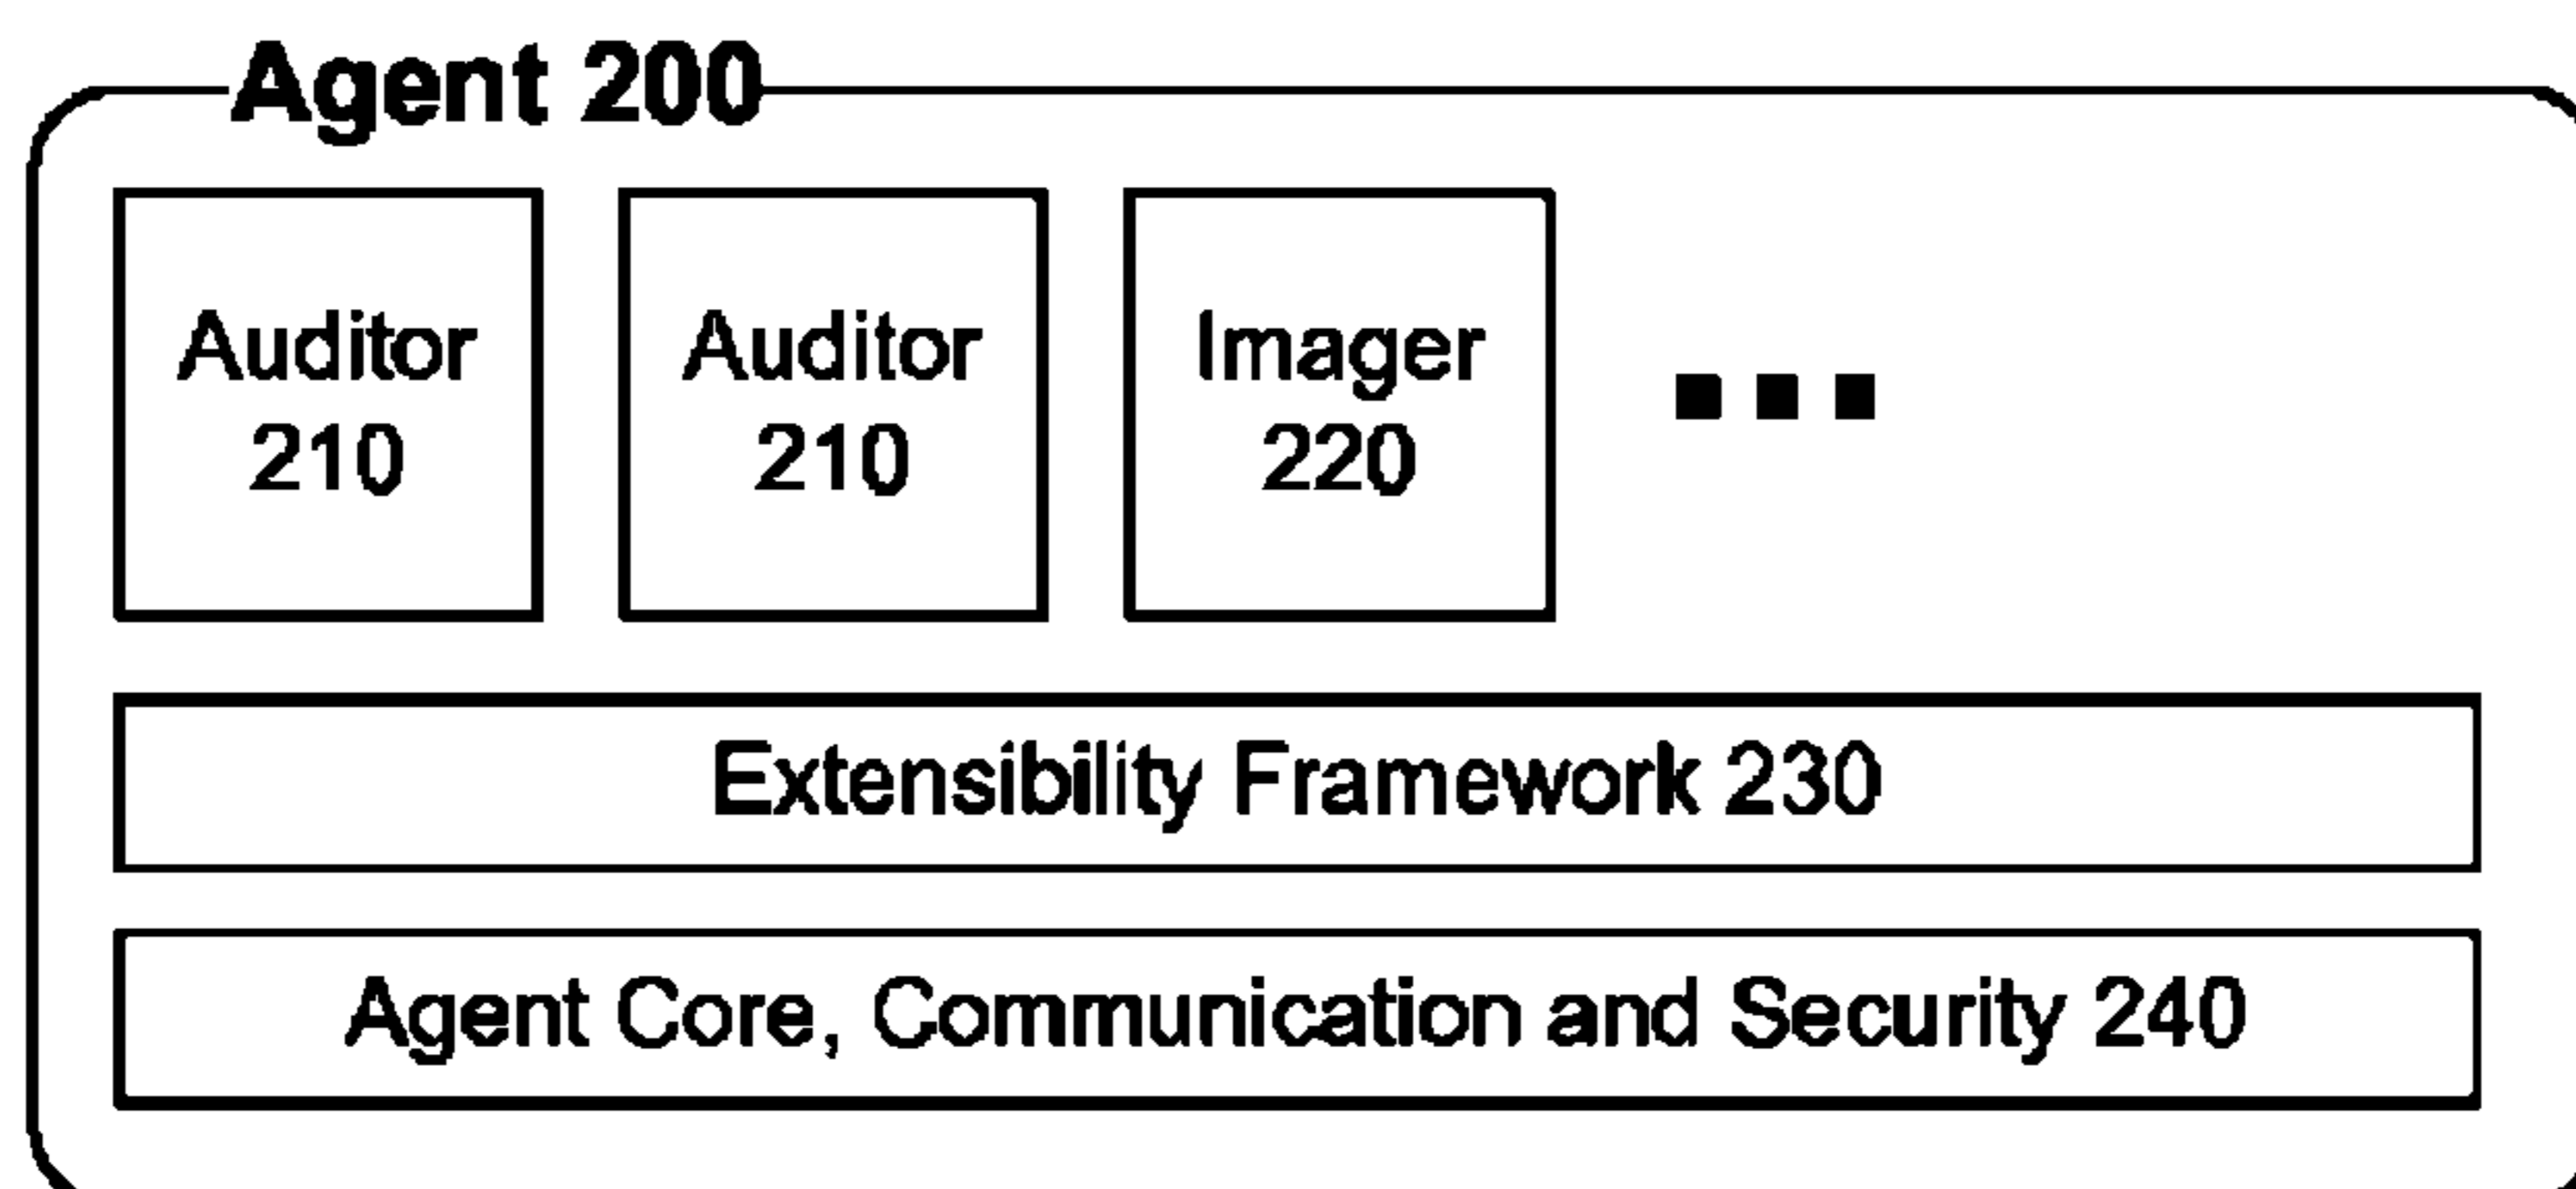 Agent 200
Auditor
210
Auditor
210
Imager
220
Extensibility Framework 230
Agent Core, Communication and Security 240